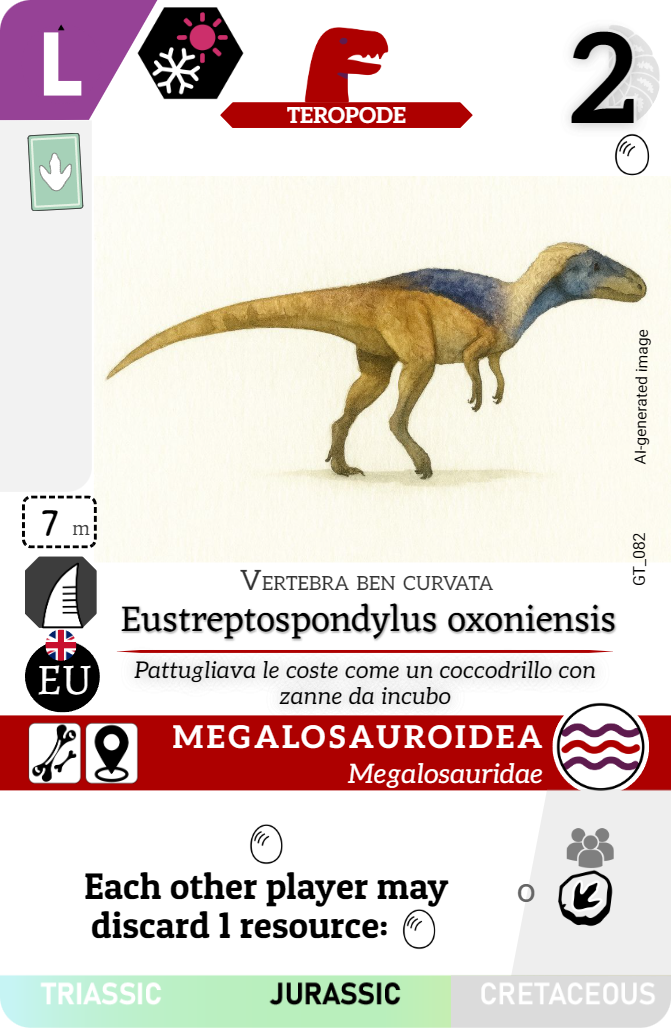 L
TEROPODE
2
AI-generated image
7 m
GT_082
Vertebra ben curvata
Eustreptospondylus oxoniensis
EU
Pattugliava le coste come un coccodrillo con
zanne da incubo
MEGALOSAUROIDEA
Megalosauridae
Each other player may
discard 1 resource:
o
TRIASSIC JURASSIC CRETACEOUS